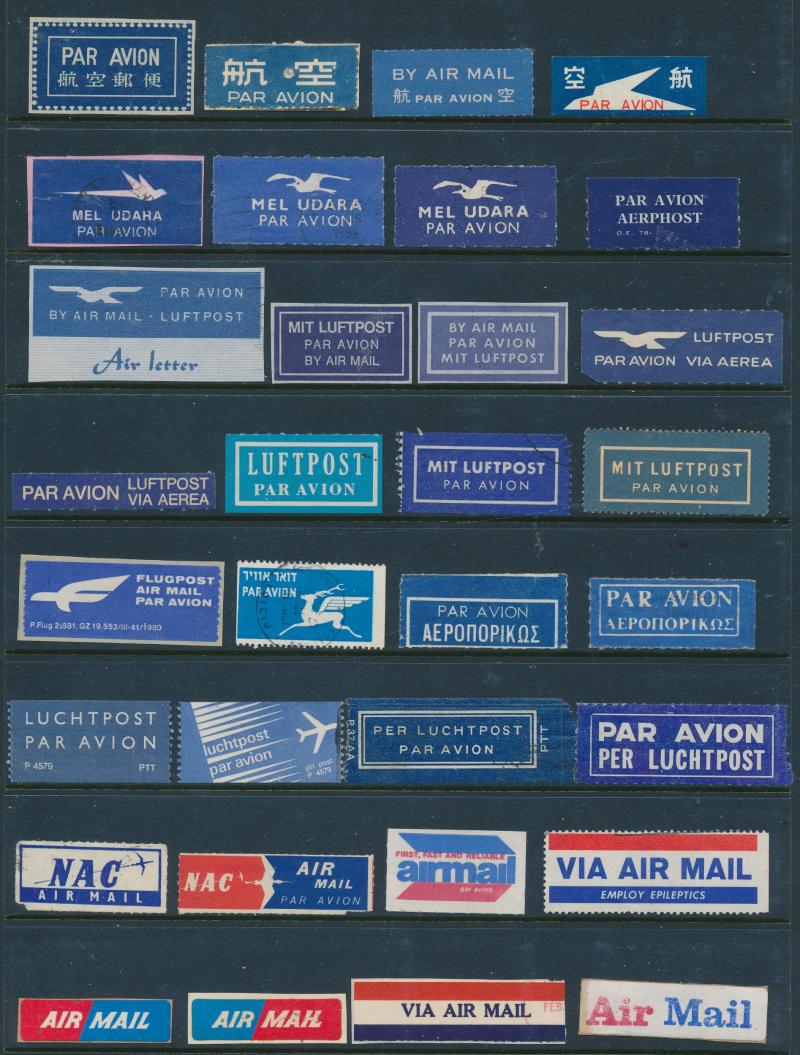 PAR AVION
航空郵便
航空
PAR AVION
BY AIR MAIL
航 PAR AVION 空
空 航
PAR AVION
MEL UDARA
PAR AVION
MEL UDARA
PAR AVION
MEL UDARA
PAR AVION
PAR AVION
AERPHOST
O.E. 78-
PAR AVION
BY AIR MAIL · LUFTPOST
Air letter
MIT LUFTPOST
PAR AVION
BY AIR MAIL
BY AIR MAIL
PAR AVION
MIT LUFTPOST
LUFTPOST
PAR AVION VIA AEREA
PAR AVION LUFTPOST
VIA AEREA
LUFTPOST
PAR AVION
MIT LUFTPOST
PAR AVION
MIT LUFTPOST
PAR AVION
FLUGPOST
AIR MAIL
PAR AVION
דואר אוויר
PAR AVION
PAR AVION
ΑΕΡΟΠΟΡΙΚΩΣ
PAR AVION
ΑΕΡΟΠΟΡΙΚΩΣ
LUCHTPOST
PAR AVION
P 4579 PTT
luchtpost
par avion
ptt post
p 4579
PER LUCHTPOST
PAR AVION
PTT
PAR AVION
PER LUCHTPOST
NAC
AIR MAIL
NAC
AIR
MAIL
PAR AVION
FIRST, FAST AND RELIABLE
airmail
par avion
VIA AIR MAIL
EMPLOY EPILEPTICS
AIR MAIL
AIR MAIL
VIA AIR MAIL
FEB
Air Mail